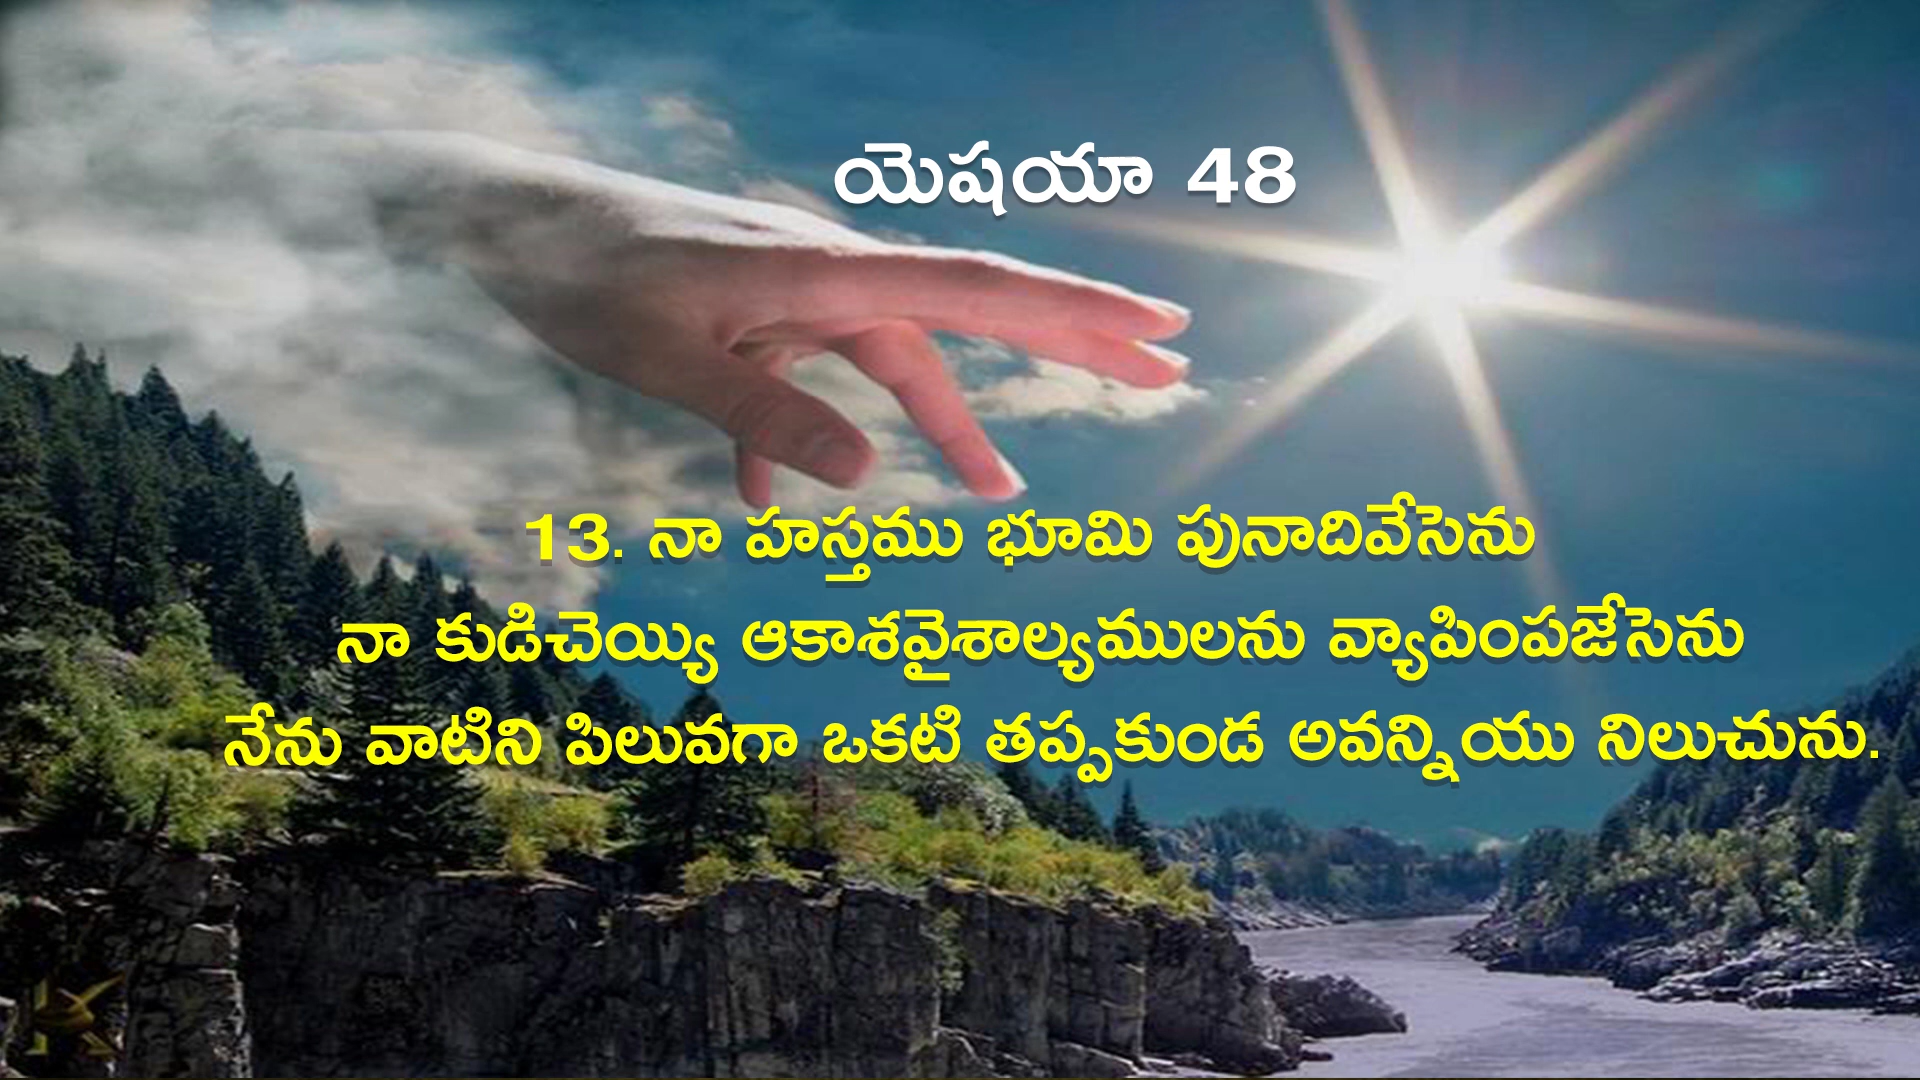 యెషయా 48
13. నా హస్తము భూమి పునాదివేసెను
నా కుడిచెయ్యి ఆకాశవైశాల్యములను వ్యాపింపజేసెను
నేను వాటిని పిలువగా ఒకటి తప్పకుండ అవన్నియు నిలుచును.